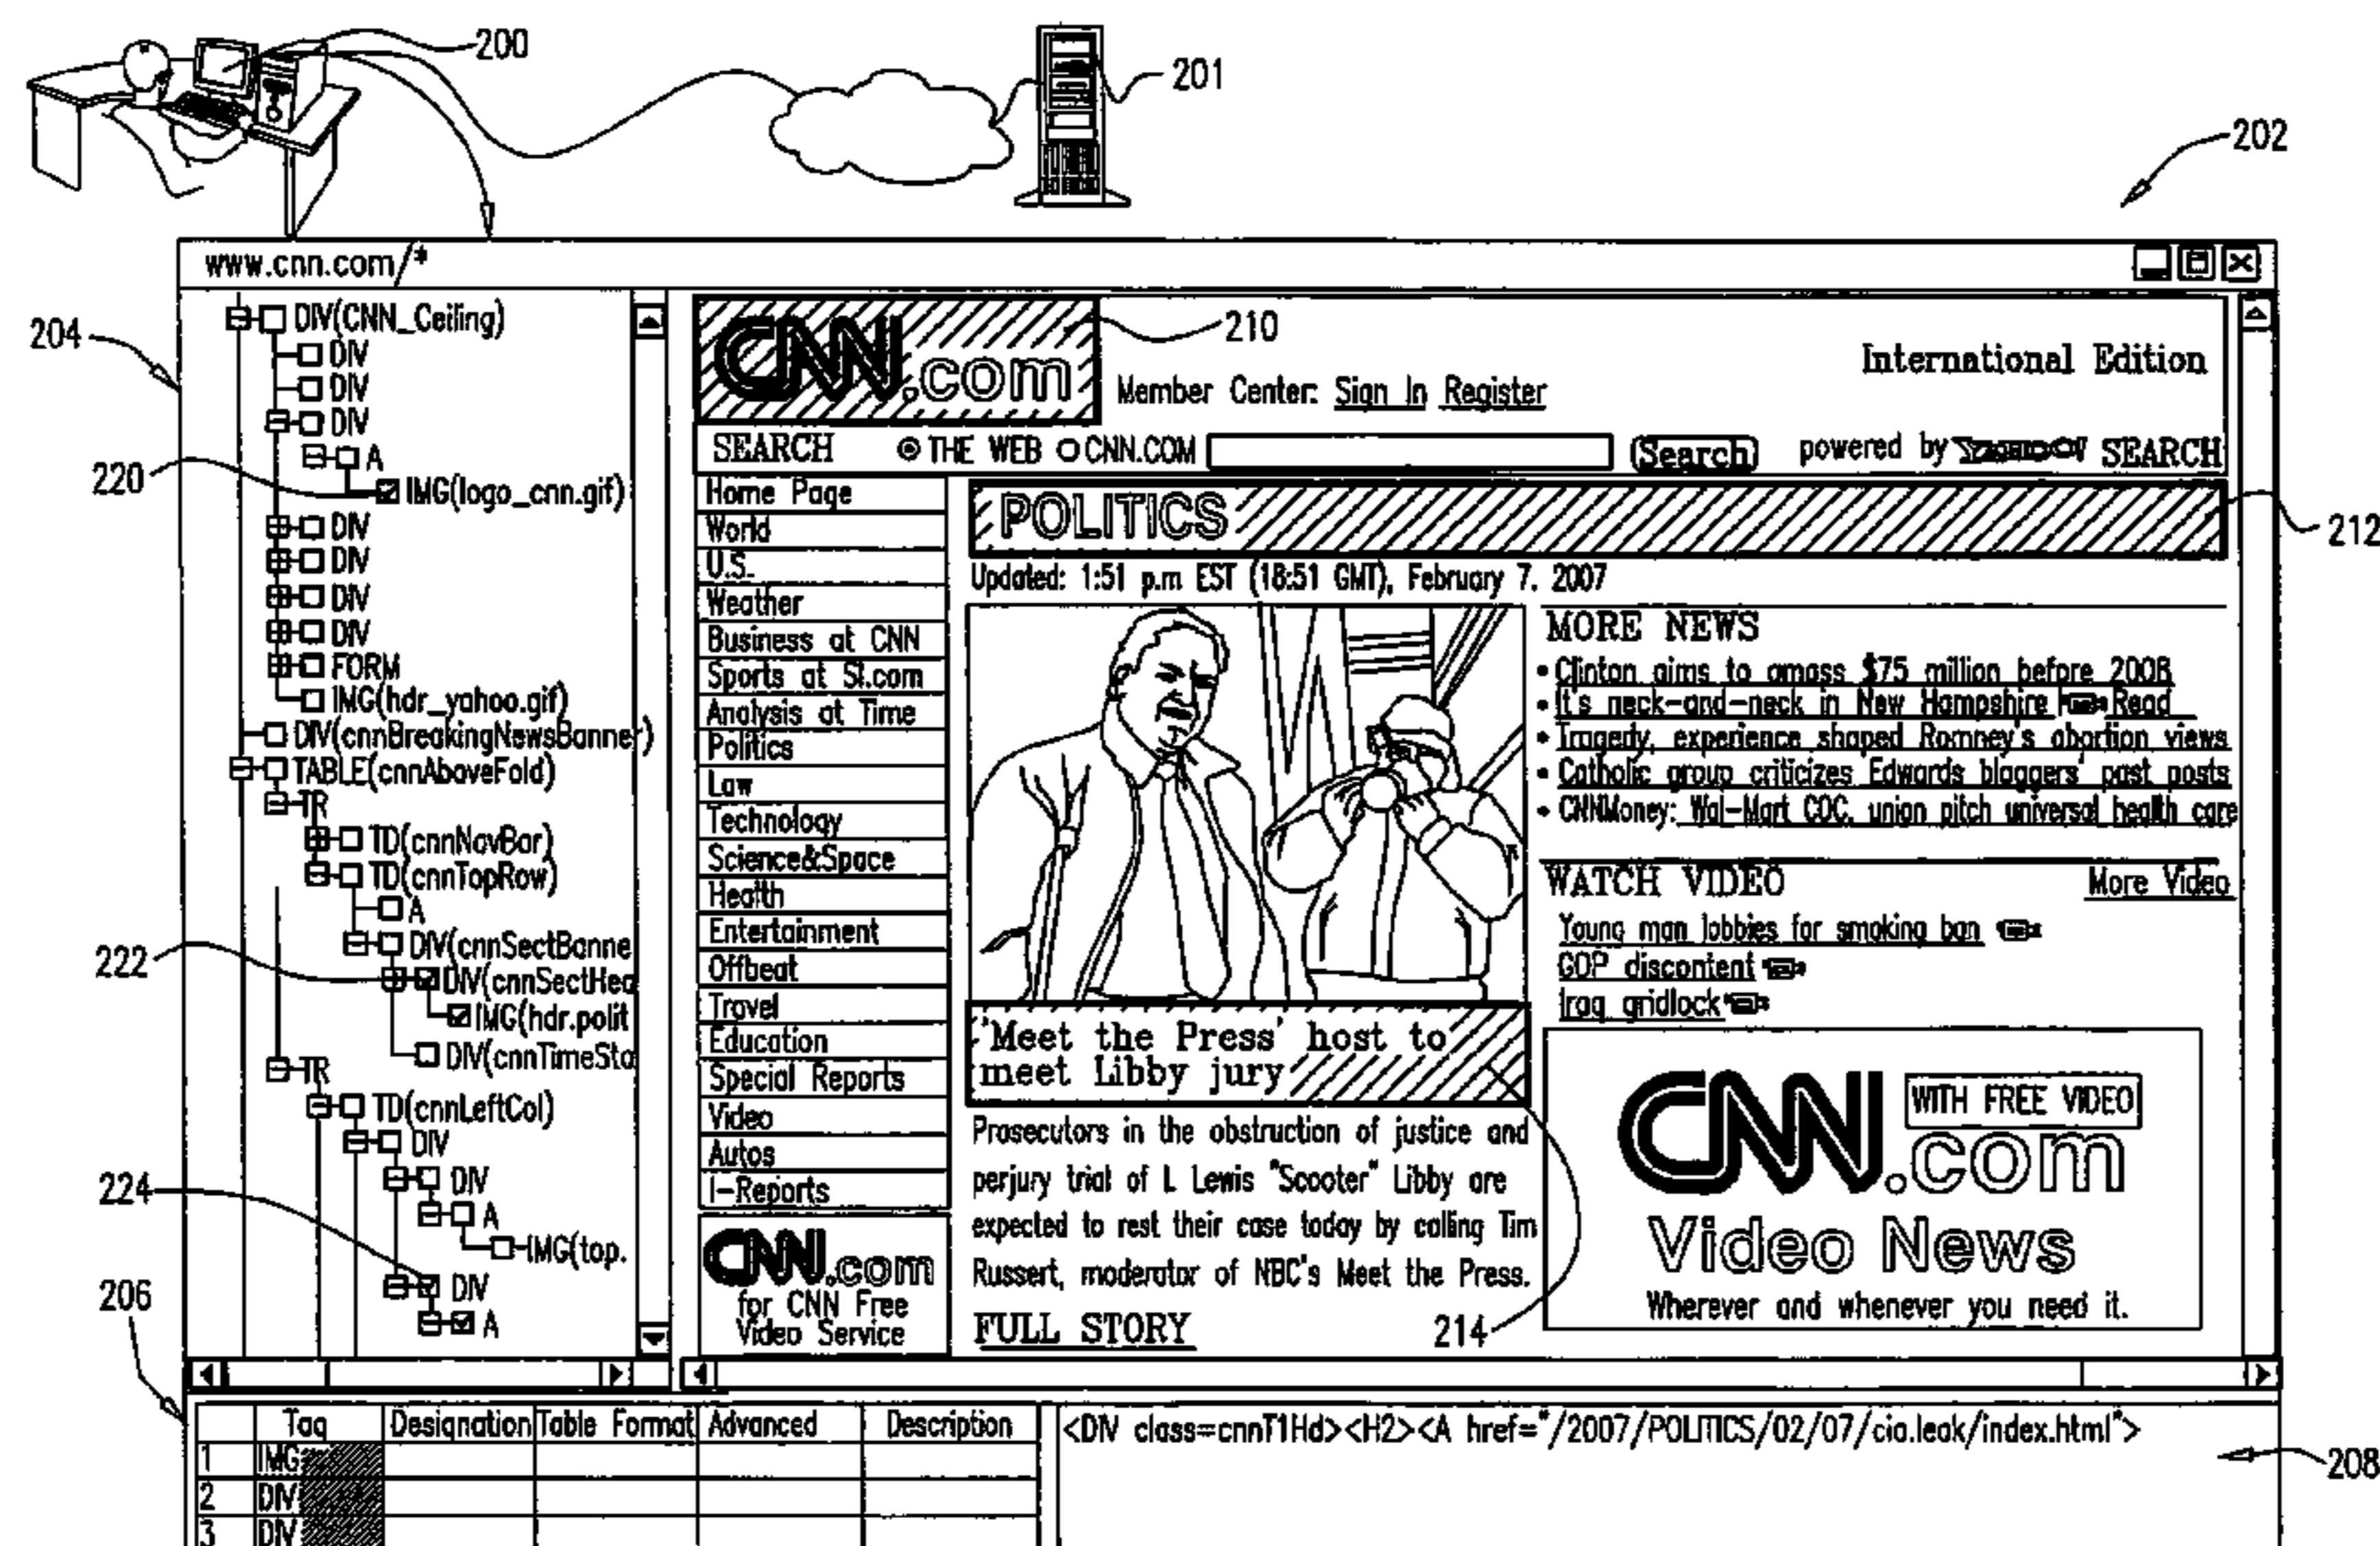 200
201
202
www.cnn.com/*
204
DIV(CNN_Ceiling)
DIV
DIV
DIV
A
220
IMG(logo_cnn.gif)
DIV
DIV
DIV
DIV
FORM
IMG(hdr_yahoo.gif)
DIV(cnnBreakingNewsBanner)
TABLE(cnnAboveFold)
TR
TD(cnnNavBar)
TD(cnnTopRow)
A
DIV(cnnSectBanne
222
DIV(cnnSectHea
IMG(hdr.polit
DIV(cnnTimeSta
TR
TD(cnnLeftCol)
DIV
DIV
224
A
IMG(top.
DIV
A
206
CNN.com
210
International Edition
Member Center: Sign In Register
SEARCH THE WEB CNN.COM Search powered by YAHOO! SEARCH
Home Page
World
U.S.
Weather
Business at CNN
Sports at SI.com
Analysis at Time
Politics
Law
Technology
Science&Space
Health
Entertainment
Offbeat
Travel
Education
Special Reports
Video
Autos
I-Reports
CNN.com
for CNN Free
Video Service
POLITICS
212
Updated: 1:51 p.m EST (18:51 GMT), February 7, 2007
'Meet the Press' host to
meet Libby jury
Prosecutors in the obstruction of justice and
perjury trial of I. Lewis "Scooter" Libby are
expected to rest their case today by calling Tim
Russert, moderator of NBC's Meet the Press.
FULL STORY
214
MORE NEWS
• Clinton aims to amass $75 million before 2008
• It's neck-and-neck in New Hampshire Read
• Tragedy, experience shaped Romney's abortion views
• Catholic group criticizes Edwards bloggers' past posts
• CNNMoney: Wal-Mart COC, union pitch universal health care
WATCH VIDEO More Video
Young man lobbies for smoking ban
GOP discontent
Iraq gridlock
CNN.com
WITH FREE VIDEO
Video News
Wherever and whenever you need it.
Tag Designation Table Format Advanced Description
1 IMG
2 DIV
3 DIV
<DIV class=cnnT1Hd><H2><A href="/2007/POLITICS/02/07/cia.leak/index.html">
208